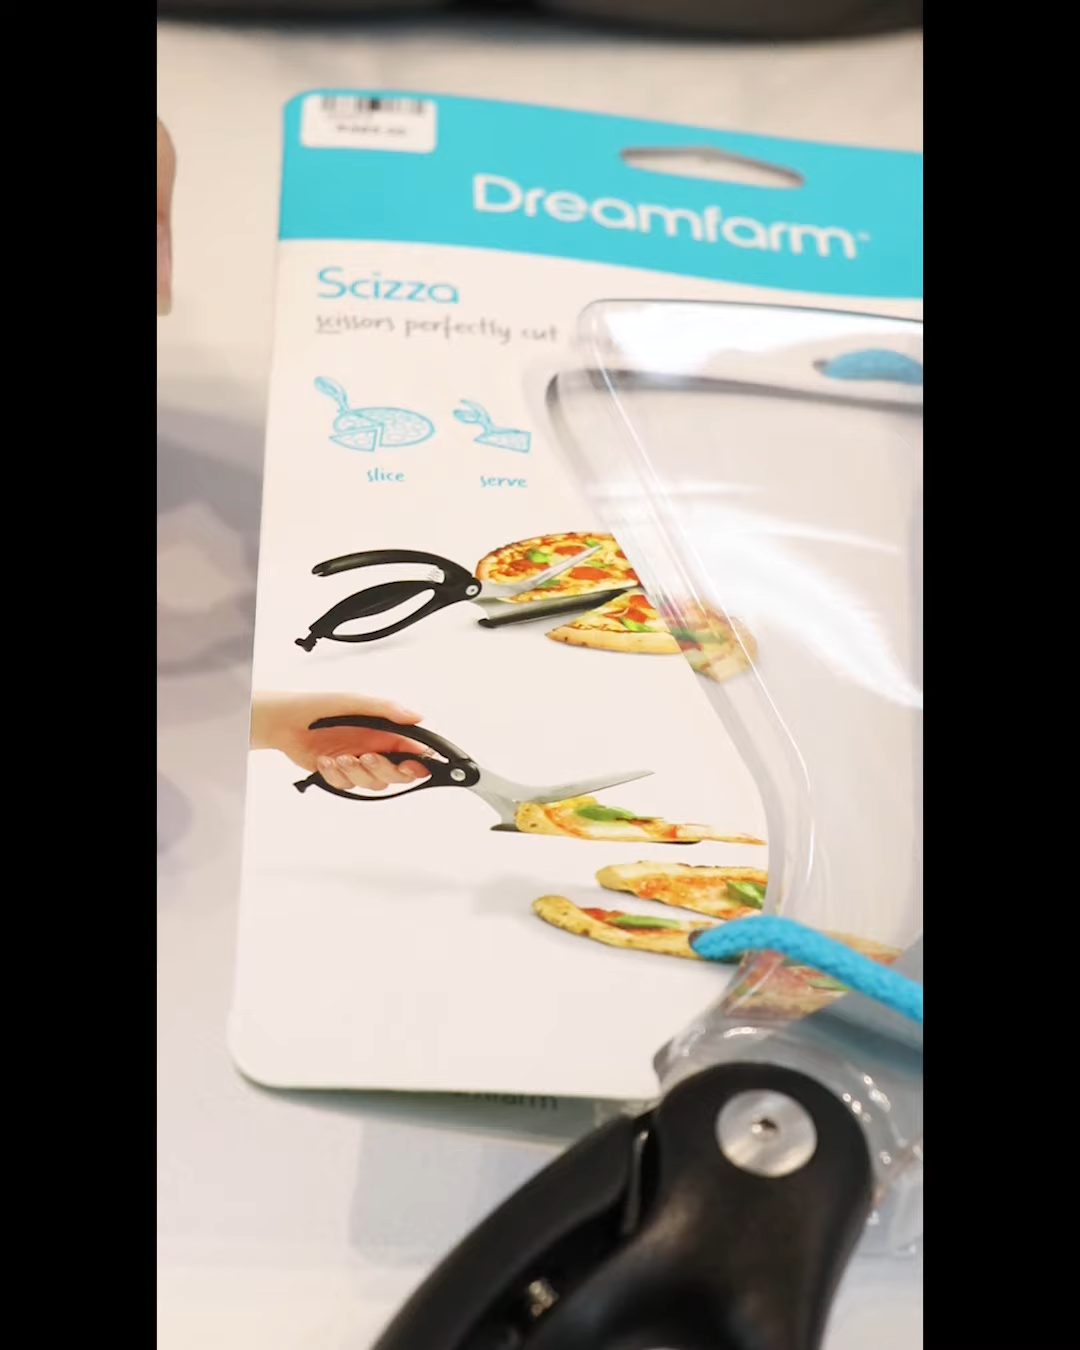 Dreamfarm
Scizza
scissors perfectly cut
slice
serve